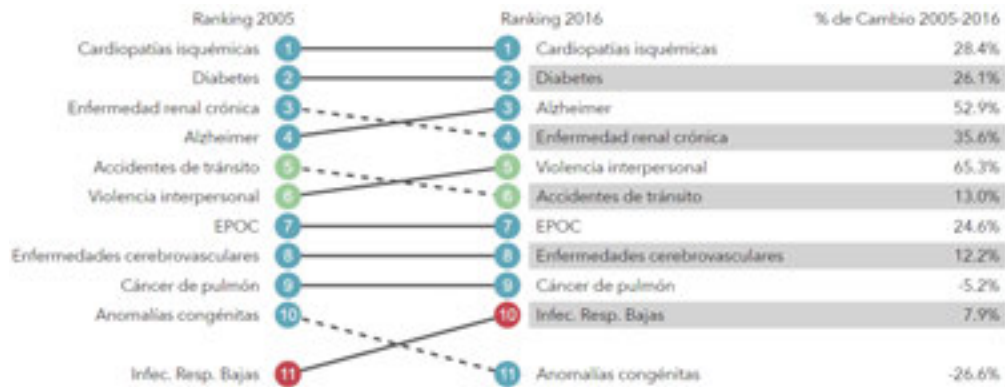 Ranking 2005 Ranking 2016 % de Cambio 2005-2016
Cardiopatías isquémicas 1 1 Cardiopatías isquémicas 28.4%
Diabetes 2 2 Diabetes 26.1%
Enfermedad renal crónica 3 3 Alzheimer 52.9%
Alzheimer 4 4 Enfermedad renal crónica 35.6%
Accidentes de tránsito 5 5 Violencia interpersonal 65.3%
Violencia interpersonal 6 6 Accidentes de tránsito 13.0%
EPOC 7 7 EPOC 24.6%
Enfermedades cerebrovasculares 8 8 Enfermedades cerebrovasculares 12.2%
Cáncer de pulmón 9 9 Cáncer de pulmón -5.2%
Anomalías congénitas 10 10 Infec. Resp. Bajas 7.9%
Infec. Resp. Bajas 11 11 Anomalías congénitas -26.6%